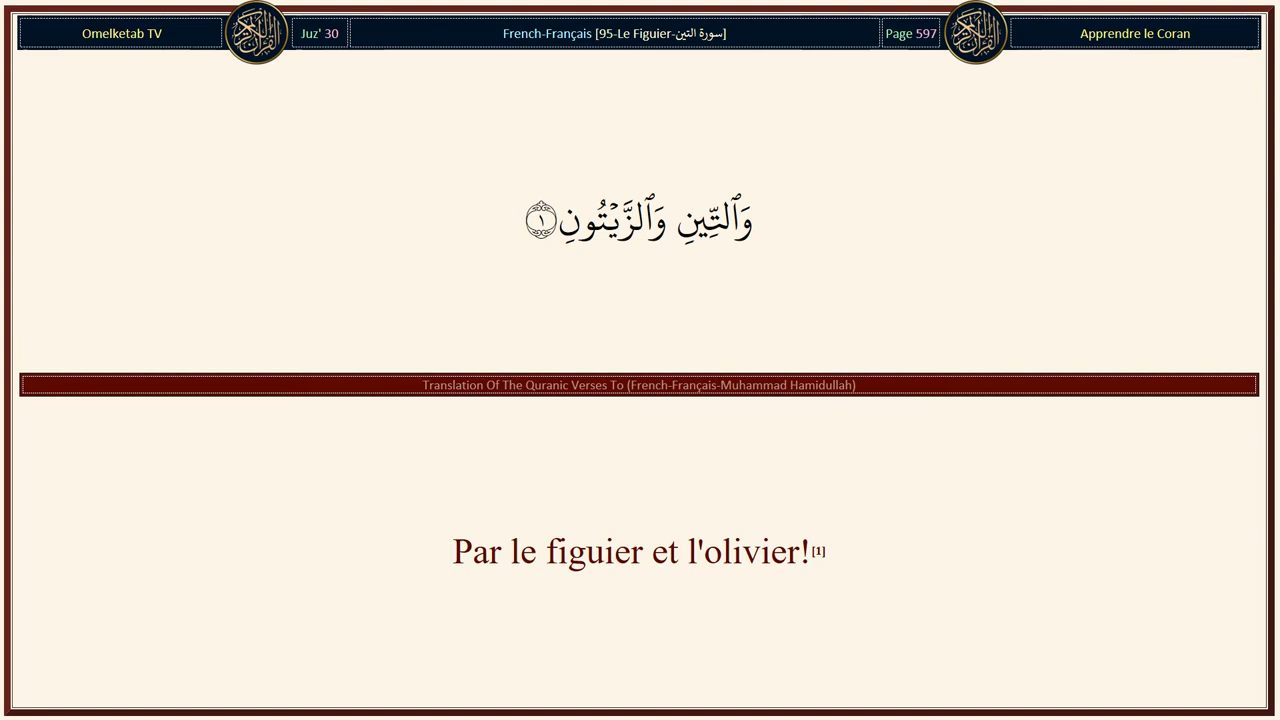 Omelketab TV
Juz' 30
French-Français [95-Le Figuier-سورة التين]
Page 597
Apprendre le Coran
وَٱلتِّينِ وَٱلزَّيۡتُونِ ١
Translation Of The Quranic Verses To (French-Français-Muhammad Hamidullah)
Par le figuier et l'olivier![1]